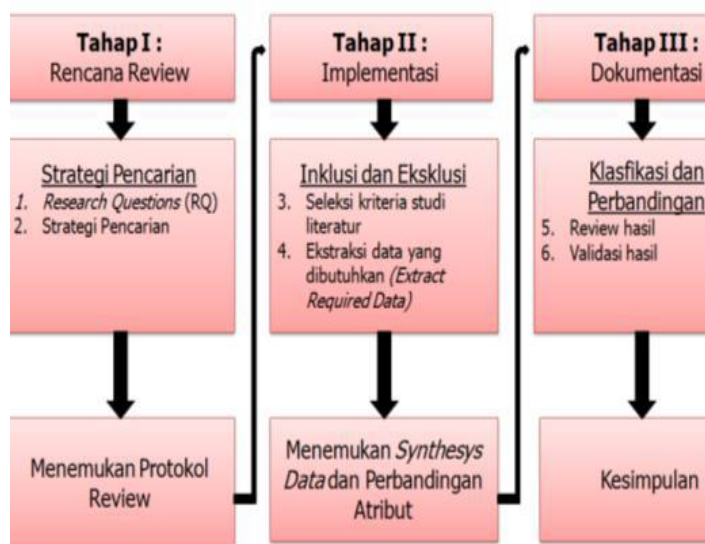 Tahap I :
Rencana Review
Strategi Pencarian
1. Research Questions (RQ)
2. Strategi Pencarian
Menemukan Protokol
Review
Tahap II :
Implementasi
Inklusi dan Eksklusi
3. Seleksi kriteria studi
literatur
4. Ekstraksi data yang
dibutuhkan (Extract
Required Data)
Menemukan Synthesys
Data dan Perbandingan
Atribut
Tahap III :
Dokumentasi
Klasfikasi dan
Perbandingan
5. Review hasil
6. Validasi hasil
Kesimpulan